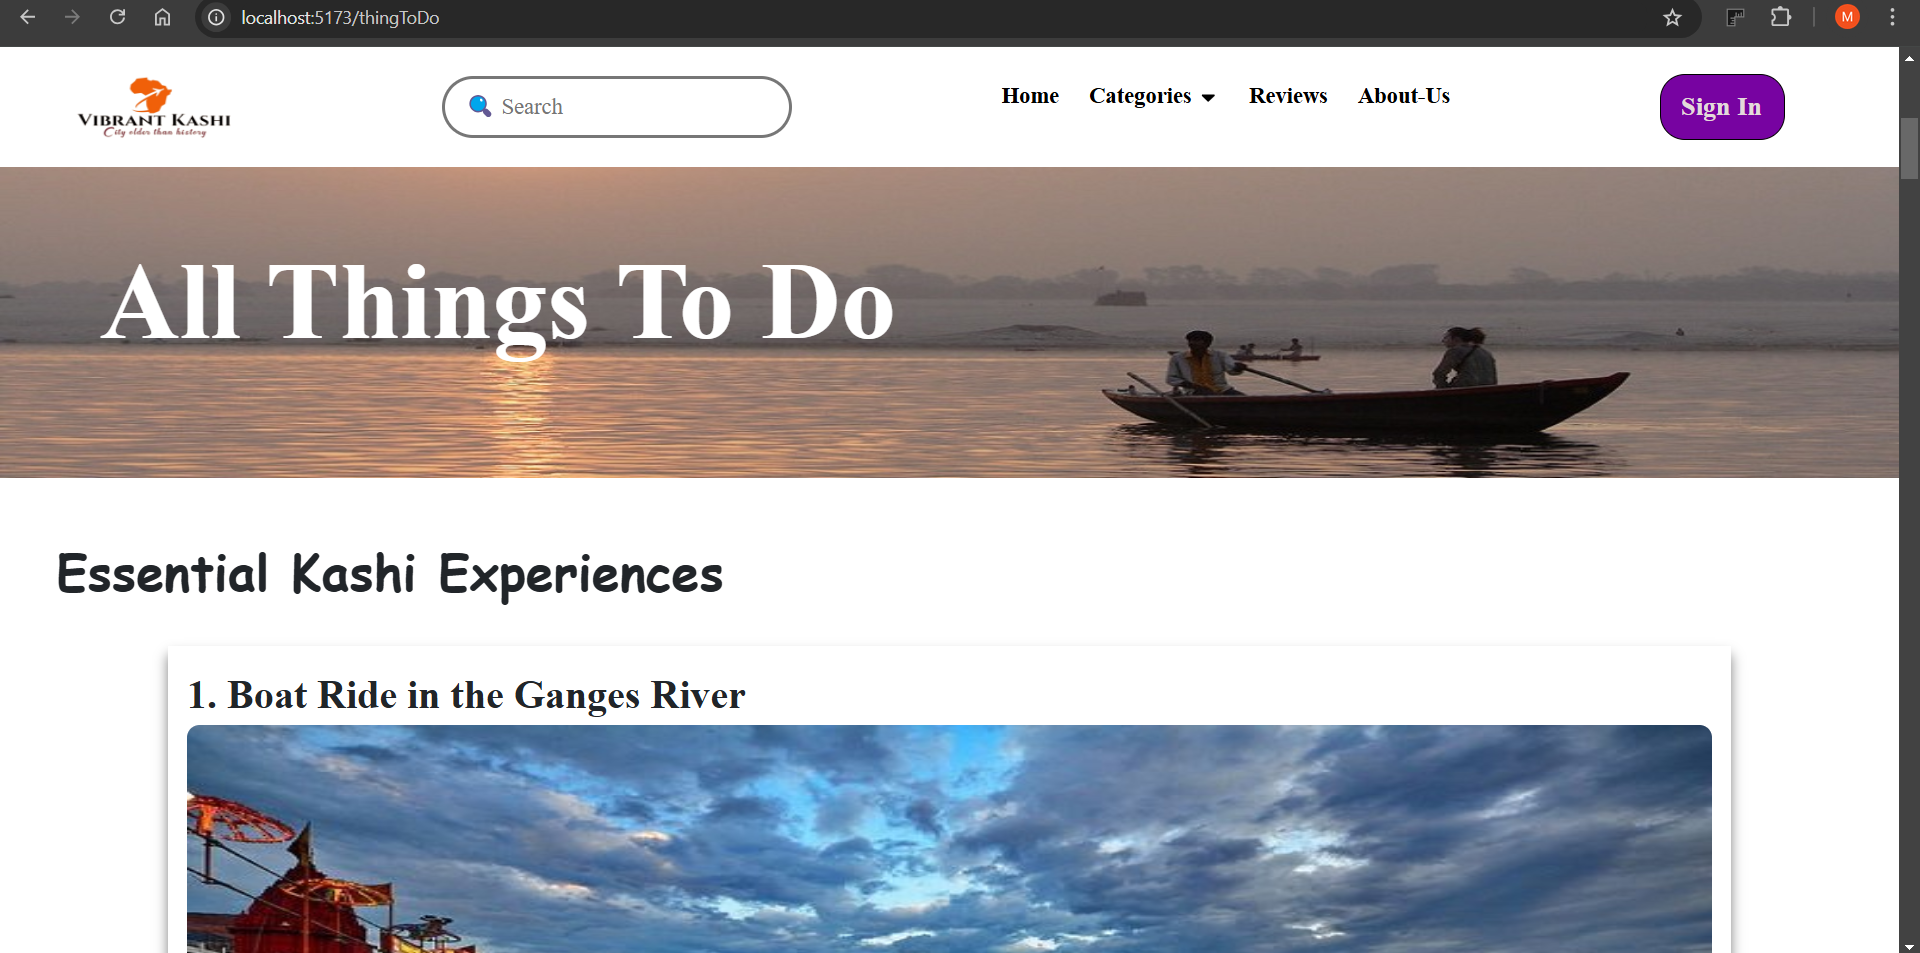 localhost:5173/thingToDo
M
VIBRANT KASHI
City older than history
Search
Home Categories Reviews About-Us
Sign In
All Things To Do
Essential Kashi Experiences
1. Boat Ride in the Ganges River